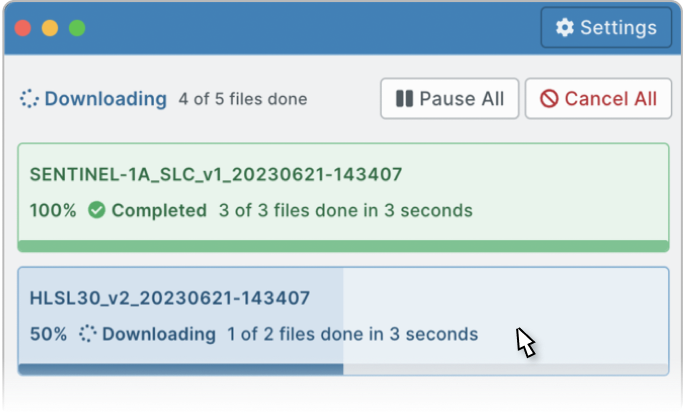 Settings
Downloading 4 of 5 files done
Pause All
Cancel All
SENTINEL-1A_SLC_v1_20230621-143407
100% Completed 3 of 3 files done in 3 seconds
HLSL30_v2_20230621-143407
50% Downloading 1 of 2 files done in 3 seconds